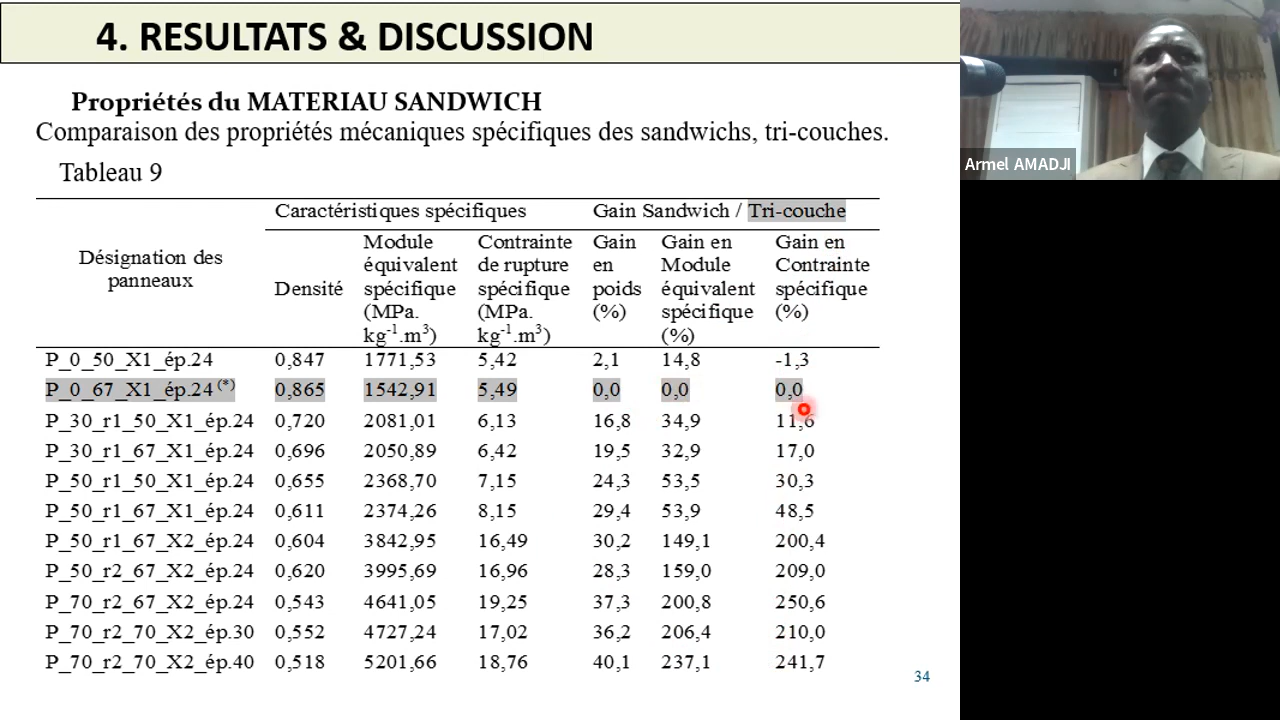 4. RESULTATS & DISCUSSION
Propriétés du MATERIAU SANDWICH
Comparaison des propriétés mécaniques spécifiques des sandwichs, tri-couches.
Tableau 9
Désignation des panneaux
Caractéristiques spécifiques
Gain Sandwich / Tri-couche
Densité
Module équivalent spécifique (MPa. kg⁻¹.m³)
Contrainte de rupture spécifique (MPa. kg⁻¹.m³)
Gain en poids (%)
Gain en Module équivalent spécifique (%)
Gain en Contrainte spécifique (%)
P_0_50_X1_ép.24 0,847 1771,53 5,42 2,1 14,8 -1,3
P_0_67_X1_ép.24 (*) 0,865 1542,91 5,49 0,0 0,0 0,0
P_30_r1_50_X1_ép.24 0,720 2081,01 6,13 16,8 34,9 11,6
P_30_r1_67_X1_ép.24 0,696 2050,89 6,42 19,5 32,9 17,0
P_50_r1_50_X1_ép.24 0,655 2368,70 7,15 24,3 53,5 30,3
P_50_r1_67_X1_ép.24 0,611 2374,26 8,15 29,4 53,9 48,5
P_50_r1_67_X2_ép.24 0,604 3842,95 16,49 30,2 149,1 200,4
P_50_r2_67_X2_ép.24 0,620 3995,69 16,96 28,3 159,0 209,0
P_70_r2_67_X2_ép.24 0,543 4641,05 19,25 37,3 200,8 250,6
P_70_r2_70_X2_ép.30 0,552 4727,24 17,02 36,2 206,4 210,0
P_70_r2_70_X2_ép.40 0,518 5201,66 18,76 40,1 237,1 241,7
34
Armel AMADJI